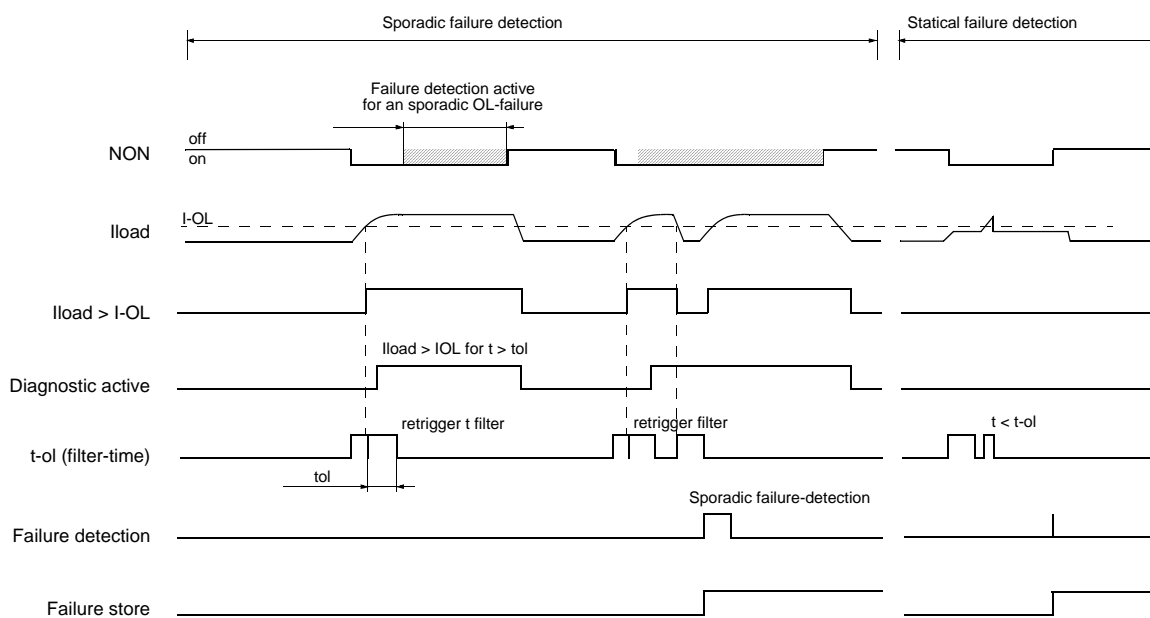 Sporadic failure detection
Statical failure detection
Failure detection active
for an sporadic OL-failure
NON
off
on
I-OL
Iload
Iload > I-OL
Iload > IOL for t > tol
Diagnostic active
retrigger t filter
retrigger filter
t < t-ol
t-ol (filter-time)
tol
Sporadic failure-detection
Failure detection
Failure store